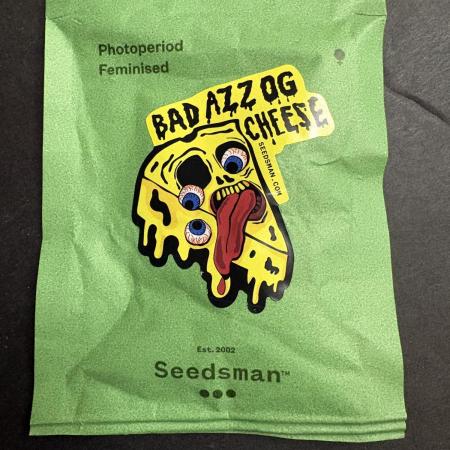 Photoperiod
Feminised
BAD AZZ OG
CHEESE
SEEDSMAN.COM
Est. 2002
Seedsman™